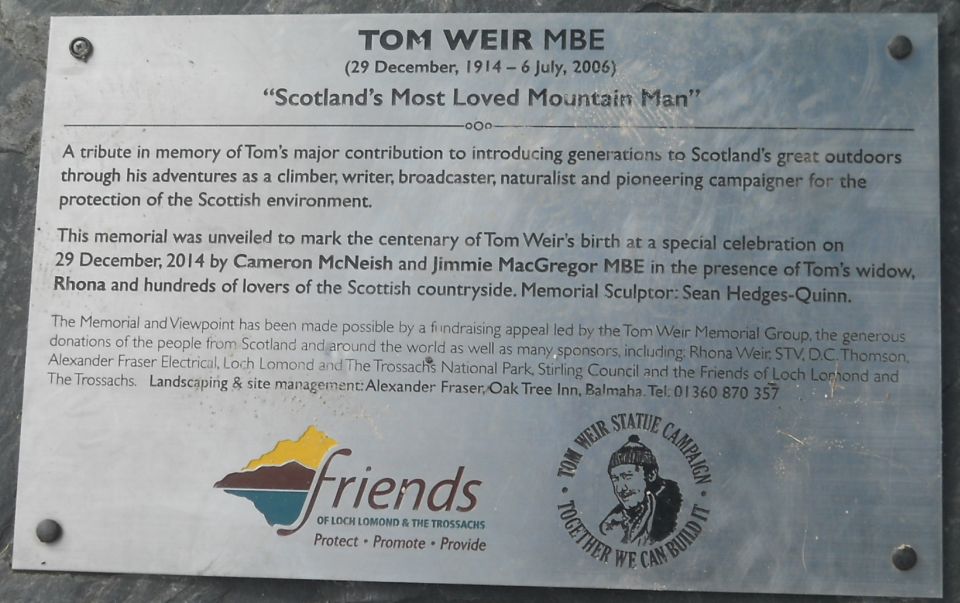 TOM WEIR MBE
(29 December, 1914 – 6 July, 2006)
“Scotland’s Most Loved Mountain Man”
A tribute in memory of Tom’s major contribution to introducing generations to Scotland’s great outdoors
through his adventures as a climber, writer, broadcaster, naturalist and pioneering campaigner for the
protection of the Scottish environment.
This memorial was unveiled to mark the centenary of Tom Weir’s birth at a special celebration on
29 December, 2014 by Cameron McNeish and Jimmie MacGregor MBE in the presence of Tom’s widow,
Rhona and hundreds of lovers of the Scottish countryside. Memorial Sculptor: Sean Hedges-Quinn.
The Memorial and Viewpoint has been made possible by a fundraising appeal led by the Tom Weir Memorial Group, the generous
donations of the people from Scotland and around the world as well as many sponsors, including: Rhona Weir, STV, D.C. Thomson,
Alexander Fraser Electrical, Loch Lomond and The Trossachs National Park, Stirling Council and the Friends of Loch Lomond and
The Trossachs. Landscaping & site management: Alexander Fraser, Oak Tree Inn, Balmaha. Tel: 01360 870 357
friends
OF LOCH LOMOND & THE TROSSACHS
Protect • Promote • Provide
• TOM WEIR STATUE CAMPAIGN •
TOGETHER WE CAN BUILD IT